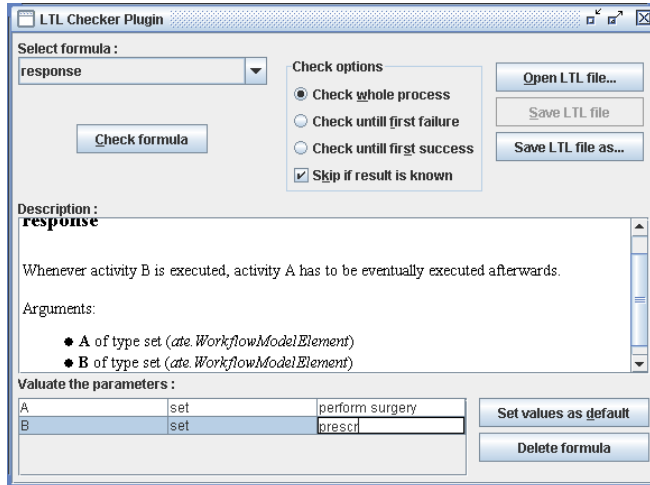 LTL Checker Plugin
Select formula :
response
Check formula
Check options
Check whole process
Check untill first failure
Check untill first success
Skip if result is known
Open LTL file...
Save LTL file
Save LTL file as...
Description :
response
Whenever activity B is executed, activity A has to be eventually executed afterwards.
Arguments:
● A of type set (ate.WorkflowModelElement)
● B of type set (ate.WorkflowModelElement)
Valuate the parameters :
A set perform surgery
B set prescr
Set values as default
Delete formula